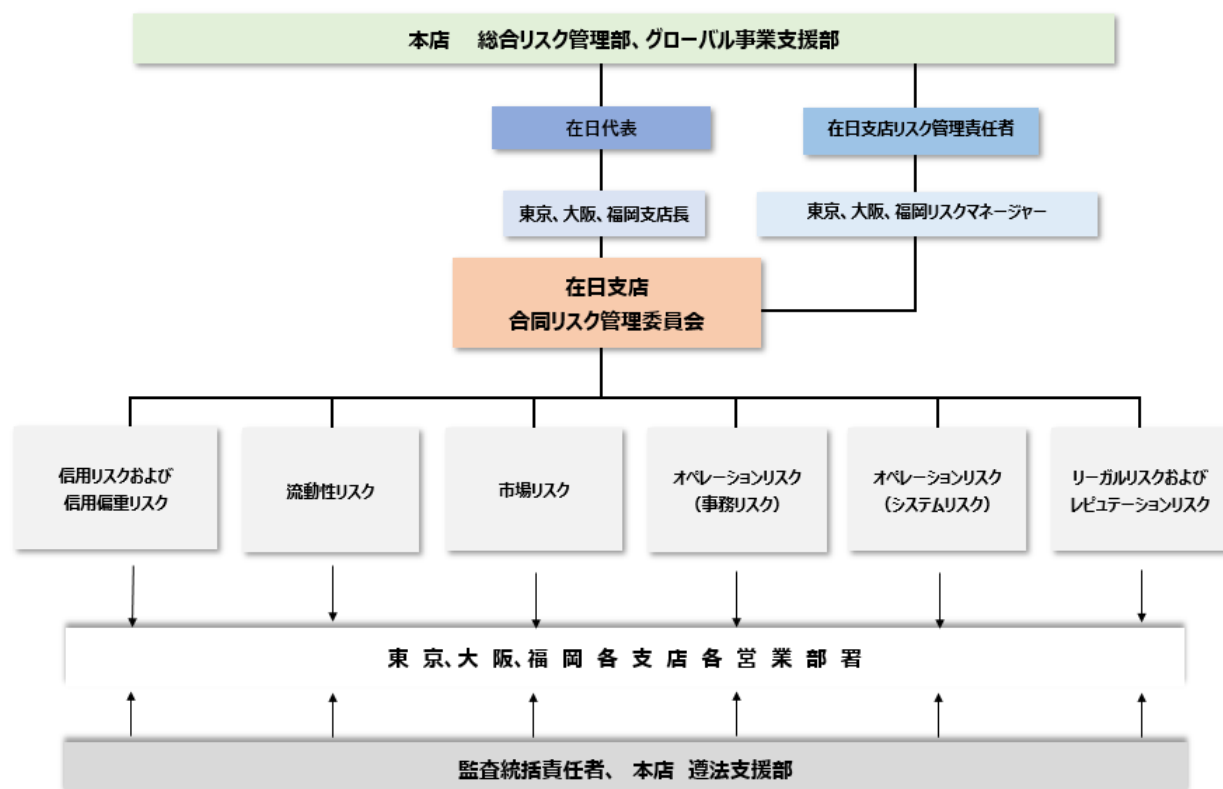 本店　総合リスク管理部、グローバル事業支援部
在日代表
在日支店リスク管理責任者
東京、大阪、福岡支店長
東京、大阪、福岡リスクマネージャー
在日支店
合同リスク管理委員会
信用リスクおよび
信用偏重リスク
流動性リスク
市場リスク
オペレーションリスク
（事務リスク）
オペレーションリスク
（システムリスク）
リーガルリスクおよび
レピュテーションリスク
東京、大阪、福岡各支店各営業部署
監査統括責任者、 本店 遵法支援部